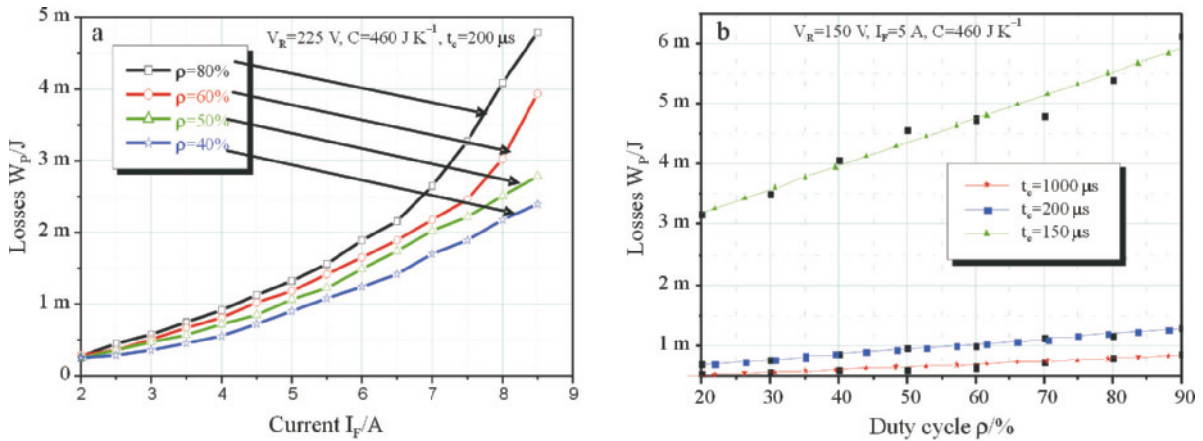 a
V_R=225 V, C=460 J K⁻¹, t_c=200 μs
ρ=80%
ρ=60%
ρ=50%
ρ=40%
5 m
4 m
3 m
2 m
1 m
0
Losses W_P/J
2 3 4 5 6 7 8 9
Current I_F/A
b
V_R=150 V, I_F=5 A, C=460 J K⁻¹
6 m
5 m
4 m
3 m
1 m
Losses W_P/J
t_c=1000 μs
t_c=200 μs
t_c=150 μs
20 30 40 50 60 70 80 90
Duty cycle ρ/%